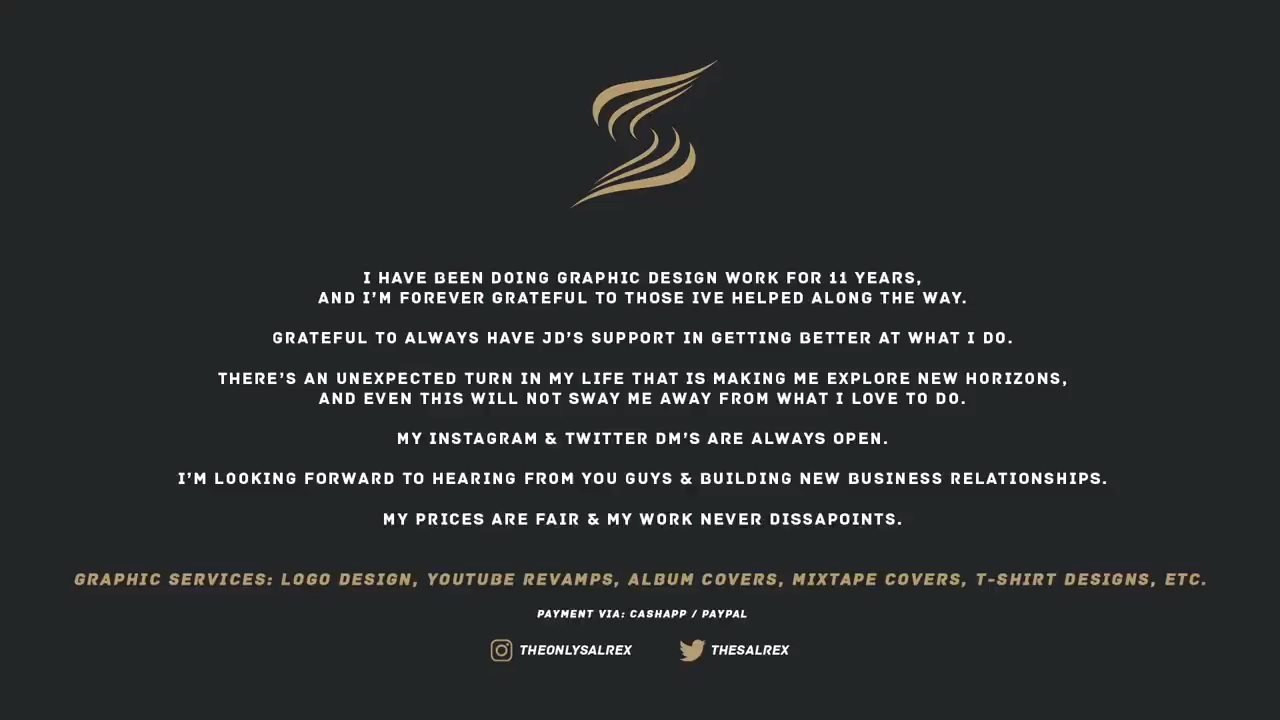 I HAVE BEEN DOING GRAPHIC DESIGN WORK FOR 11 YEARS,
AND I'M FOREVER GRATEFUL TO THOSE IVE HELPED ALONG THE WAY.
GRATEFUL TO ALWAYS HAVE JD'S SUPPORT IN GETTING BETTER AT WHAT I DO.
THERE'S AN UNEXPECTED TURN IN MY LIFE THAT IS MAKING ME EXPLORE NEW HORIZONS,
AND EVEN THIS WILL NOT SWAY ME AWAY FROM WHAT I LOVE TO DO.
MY INSTAGRAM & TWITTER DM'S ARE ALWAYS OPEN.
I'M LOOKING FORWARD TO HEARING FROM YOU GUYS & BUILDING NEW BUSINESS RELATIONSHIPS.
MY PRICES ARE FAIR & MY WORK NEVER DISSAPOINTS.
GRAPHIC SERVICES: LOGO DESIGN, YOUTUBE REVAMPS, ALBUM COVERS, MIXTAPE COVERS, T-SHIRT DESIGNS, ETC.
PAYMENT VIA: CASHAPP / PAYPAL
THEONLYSALREX THESALREX